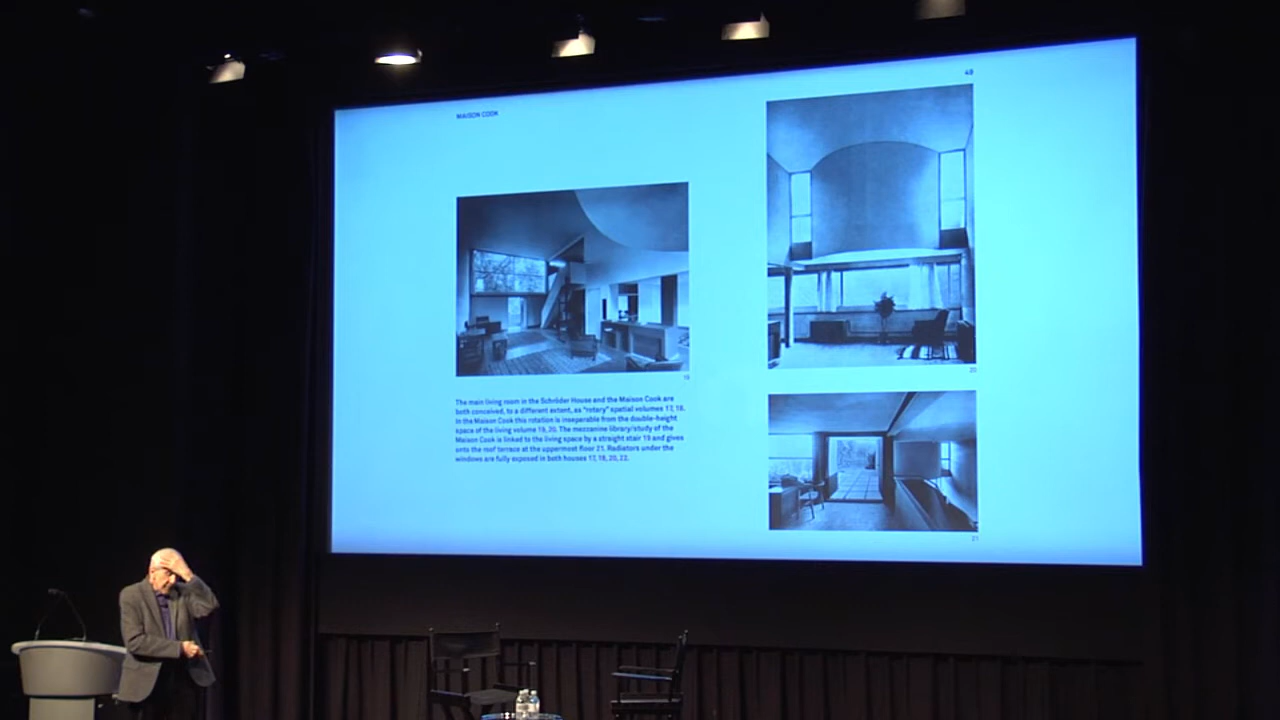 MAISON COOK
49
19
The main living room in the Schröder House and the Maison Cook are
both conceived, to a different extent, as "rotary" spatial volumes 17, 18.
In the Maison Cook this rotation is inseparable from the double-height
space of the living volume 19, 20. The mezzanine library/study of the
Maison Cook is linked to the living space by a straight stair 19 and gives
onto the roof terrace at the uppermost floor 21. Radiators under the
windows are fully exposed in both houses 17, 18, 20, 22.
20
21